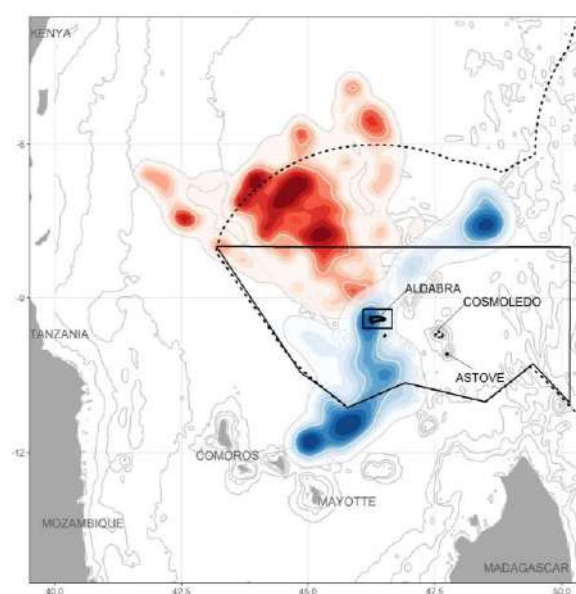 KENYA
-6
ALDABRA
-9
COSMOLEDO
TANZANIA
ASTOVE
-12
COMOROS
MAYOTTE
MOZAMBIQUE
MADAGASCAR
40.0 42.5 45.0 47.5 50.0